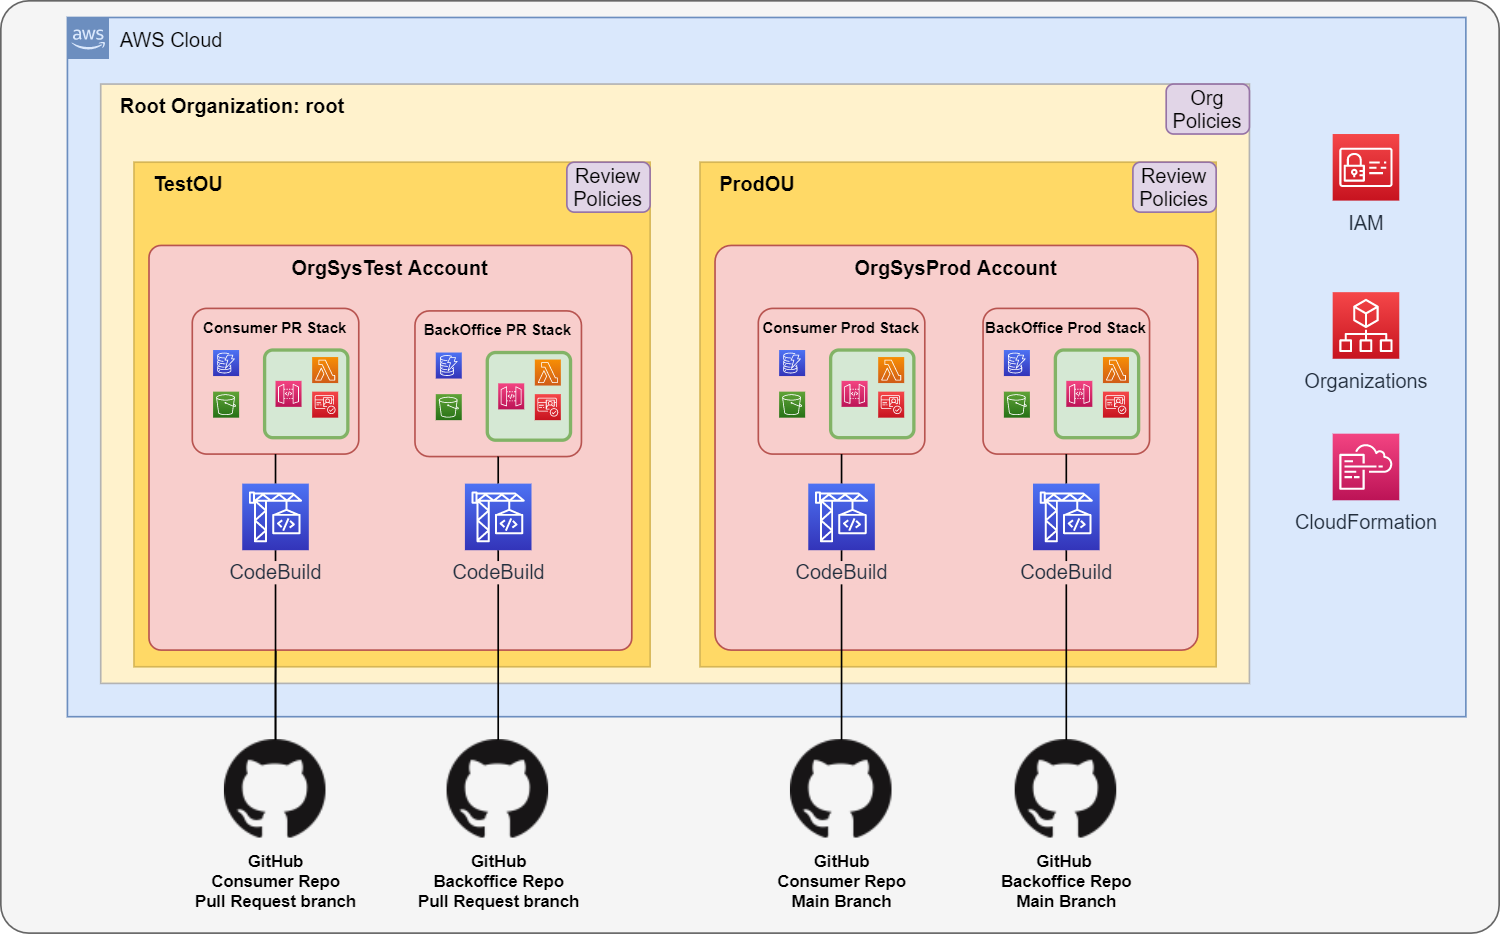 aws
AWS Cloud
Root Organization: root
Org
Policies
TestOU
Review
Policies
ProdOU
Review
Policies
IAM
OrgSysTest Account
OrgSysProd Account
Consumer PR Stack
BackOffice PR Stack
Consumer Prod Stack
BackOffice Prod Stack
Organizations
CloudFormation
CodeBuild
CodeBuild
CodeBuild
CodeBuild
GitHub
Consumer Repo
Pull Request branch
GitHub
Backoffice Repo
Pull Request branch
GitHub
Consumer Repo
Main Branch
GitHub
Backoffice Repo
Main Branch